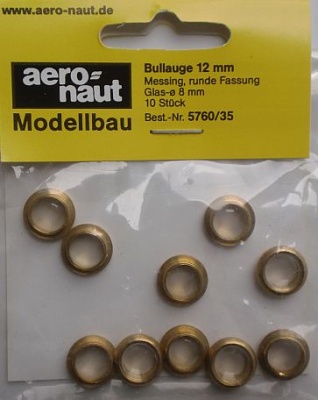 www.aero-naut.de
aero-
naut
Modellbau
Bullauge 12 mm
Messing, runde Fassung
Glas-ø 8 mm
10 Stück
Best.-Nr. 5760/35